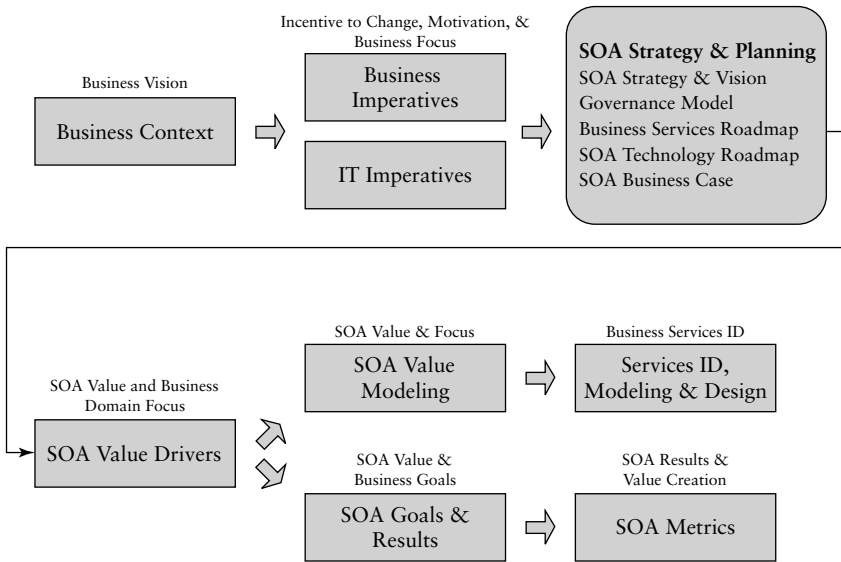 Business Vision
Business Context
Incentive to Change, Motivation, &
Business Focus
Business
Imperatives
IT Imperatives
SOA Strategy & Planning
SOA Strategy & Vision
Governance Model
Business Services Roadmap
SOA Technology Roadmap
SOA Business Case
SOA Value and Business
Domain Focus
SOA Value Drivers
SOA Value & Focus
SOA Value
Modeling
Business Services ID
Services ID,
Modeling & Design
SOA Value &
Business Goals
SOA Goals &
Results
SOA Results &
Value Creation
SOA Metrics